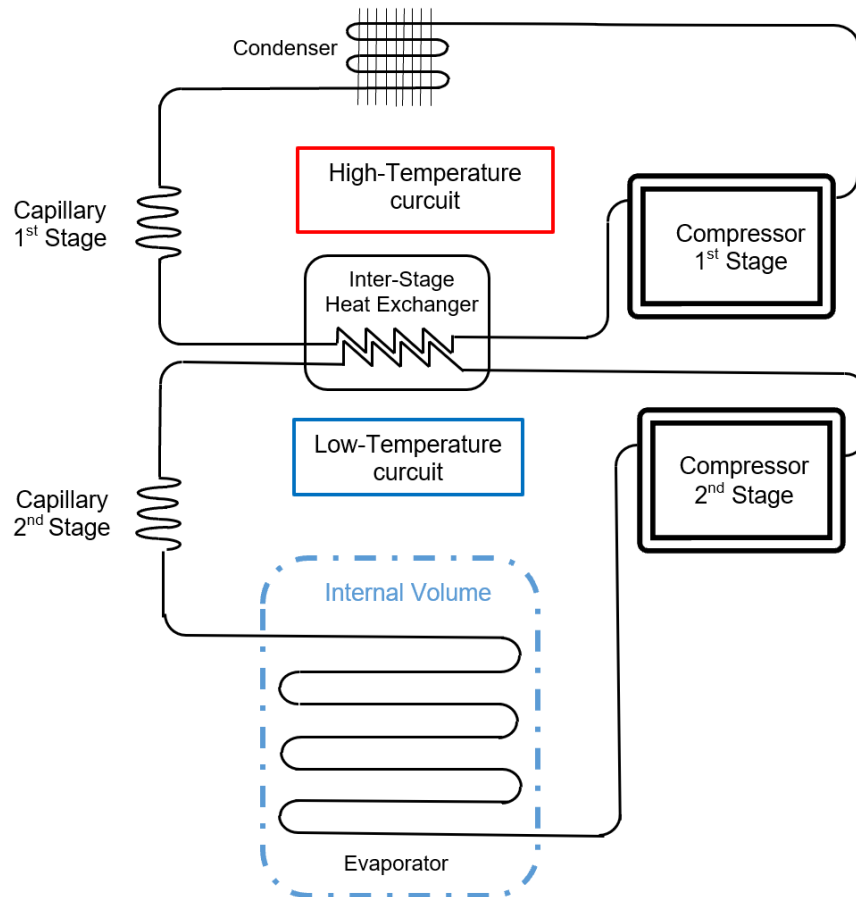 Condenser
High-Temperature
curcuit
Capillary
1st Stage
Compressor
1st Stage
Inter-Stage
Heat Exchanger
Low-Temperature
curcuit
Compressor
2nd Stage
Capillary
2nd Stage
Internal Volume
Evaporator